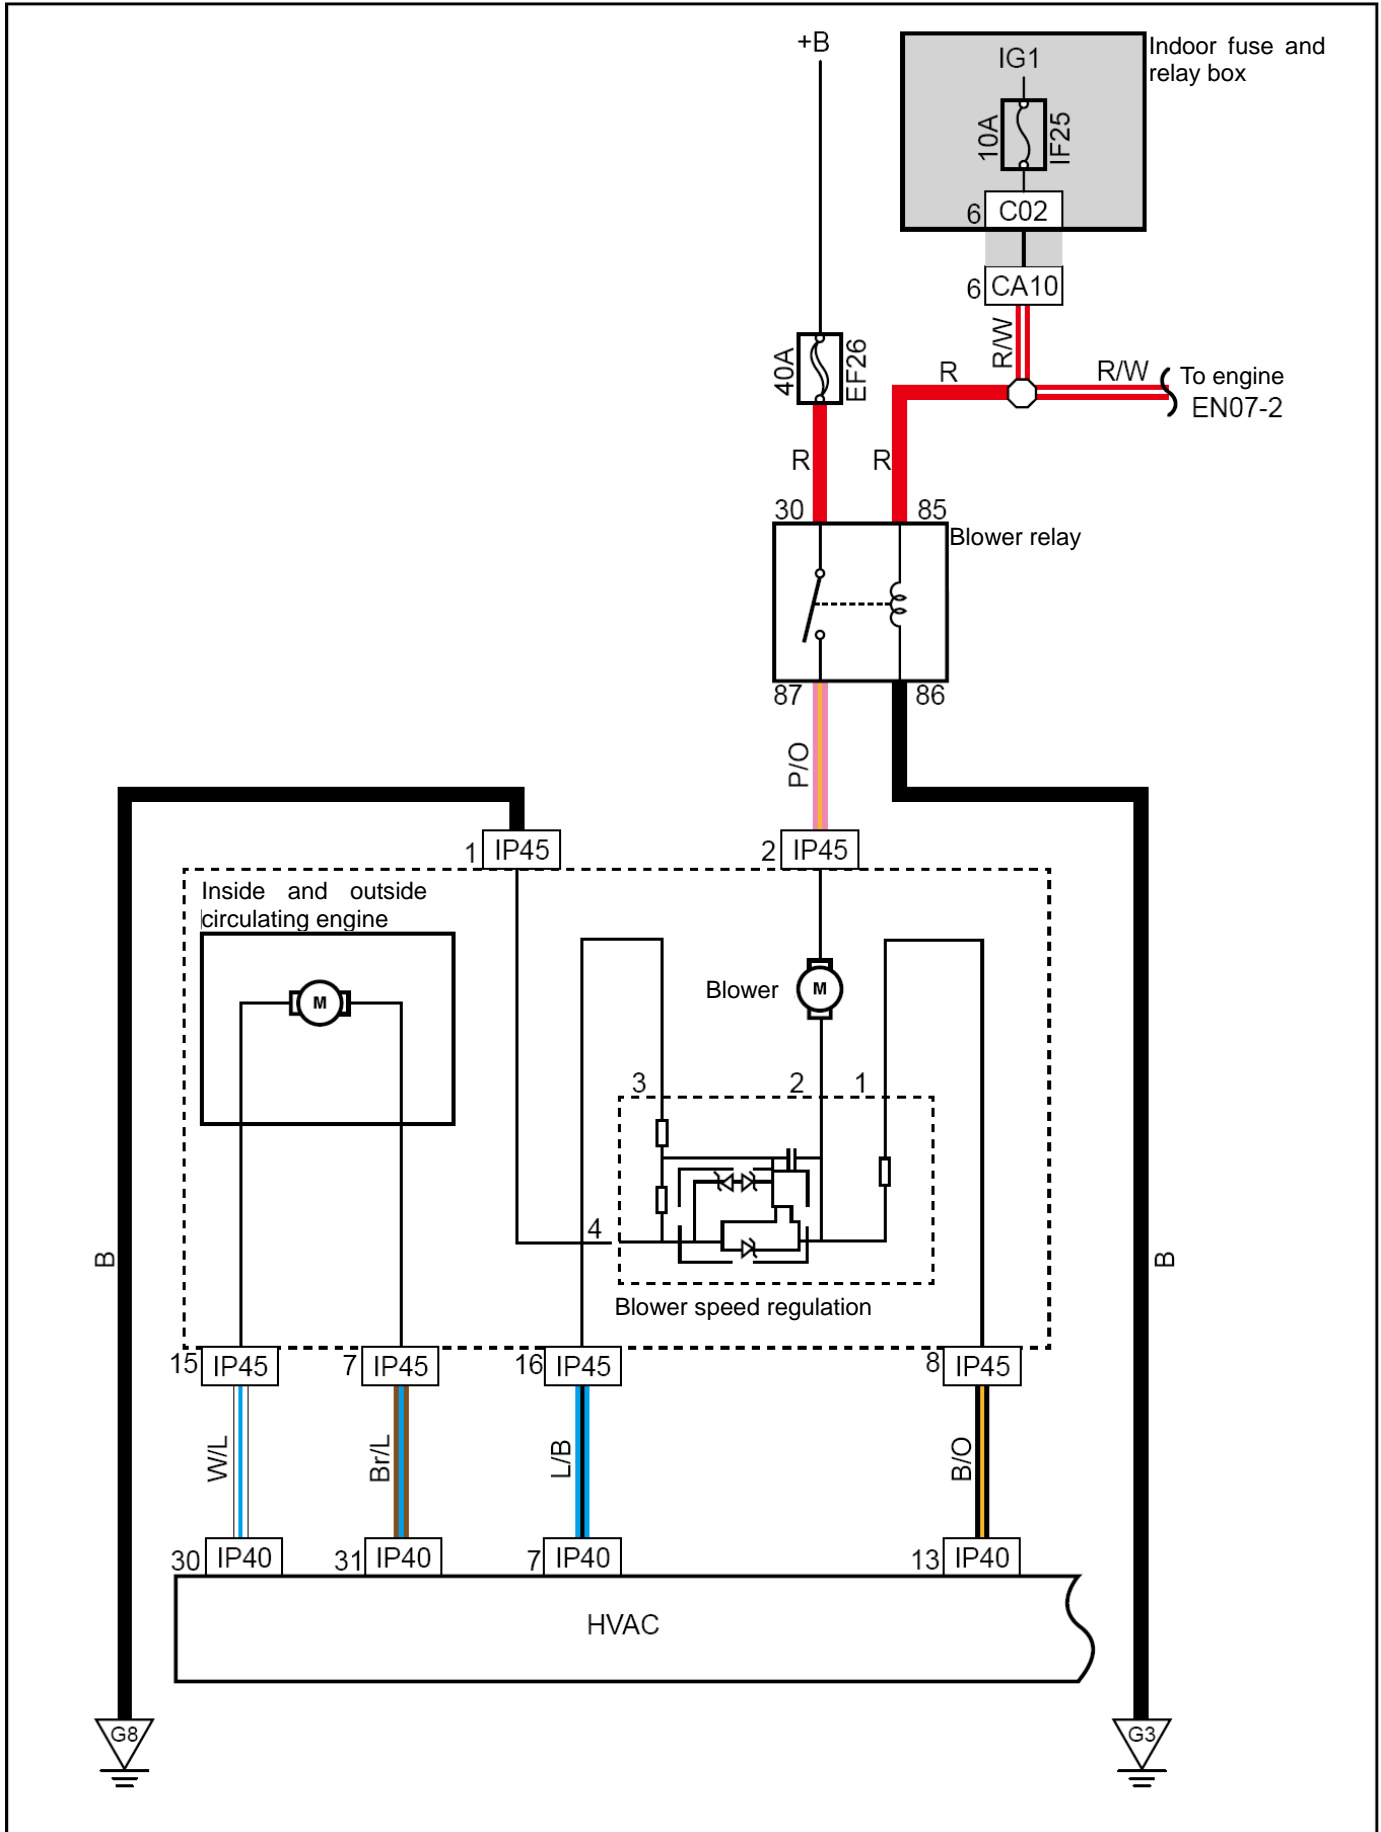 +B
Indoor fuse and
relay box
IG1
10A
IF25
6
C02
6
CA10
R/W
40A
EF26
R
R/W
To engine
EN07-2
R
R
30
85
Blower relay
87
86
P/O
1
IP45
2
IP45
Inside and outside
circulating engine
M
Blower
M
3
2
1
4
B
B
Blower speed regulation
15
IP45
7
IP45
16
IP45
8
IP45
W/L
Br/L
L/B
B/O
30
IP40
31
IP40
7
IP40
13
IP40
HVAC
G8
G3